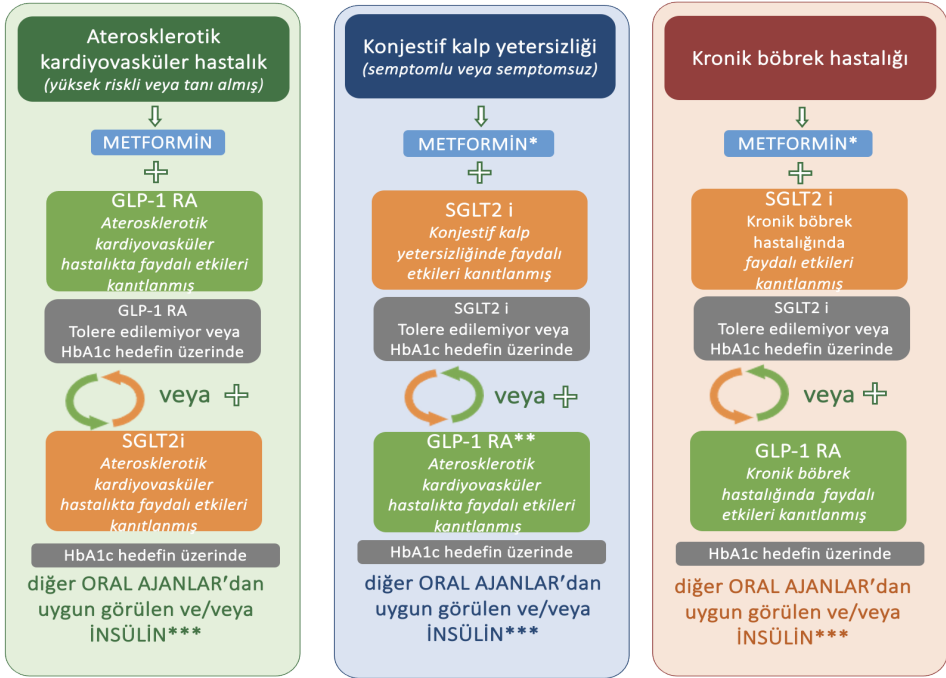 Aterosklerotik
kardiyovasküler hastalık
(yüksek riskli veya tanı almış)
METFORMİN
GLP-1 RA
Aterosklerotik
kardiyovasküler
hastalıkta faydalı etkileri
kanıtlanmış
GLP-1 RA
Tolere edilemiyor veya
HbA1c hedefin üzerinde
veya
SGLT2i
Aterosklerotik
kardiyovasküler
hastalıkta faydalı etkileri
kanıtlanmış
HbA1c hedefin üzerinde
diğer ORAL AJANLAR’dan
uygun görülen ve/veya
İNSÜLİN***
Konjestif kalp yetersizliği
(semptomlu veya semptomsuz)
METFORMİN*
SGLT2 i
Konjestif kalp
yetersizliğinde faydalı
etkileri kanıtlanmış
SGLT2 i
Tolere edilemiyor veya
HbA1c hedefin üzerinde
veya
GLP-1 RA**
Aterosklerotik
kardiyovasküler
hastalıkta faydalı etkileri
kanıtlanmış
HbA1c hedefin üzerinde
diğer ORAL AJANLAR’dan
uygun görülen ve/veya
İNSÜLİN***
Kronik böbrek hastalığı
METFORMİN*
SGLT2 i
Kronik böbrek
hastalığında
faydalı etkileri
kanıtlanmış
SGLT2 i
Tolere edilemiyor veya
HbA1c hedefin üzerinde
veya
GLP-1 RA
Kronik böbrek
hastalığında faydalı
etkileri kanıtlanmış
HbA1c hedefin üzerinde
diğer ORAL AJANLAR’dan
uygun görülen ve/veya
İNSÜLİN***